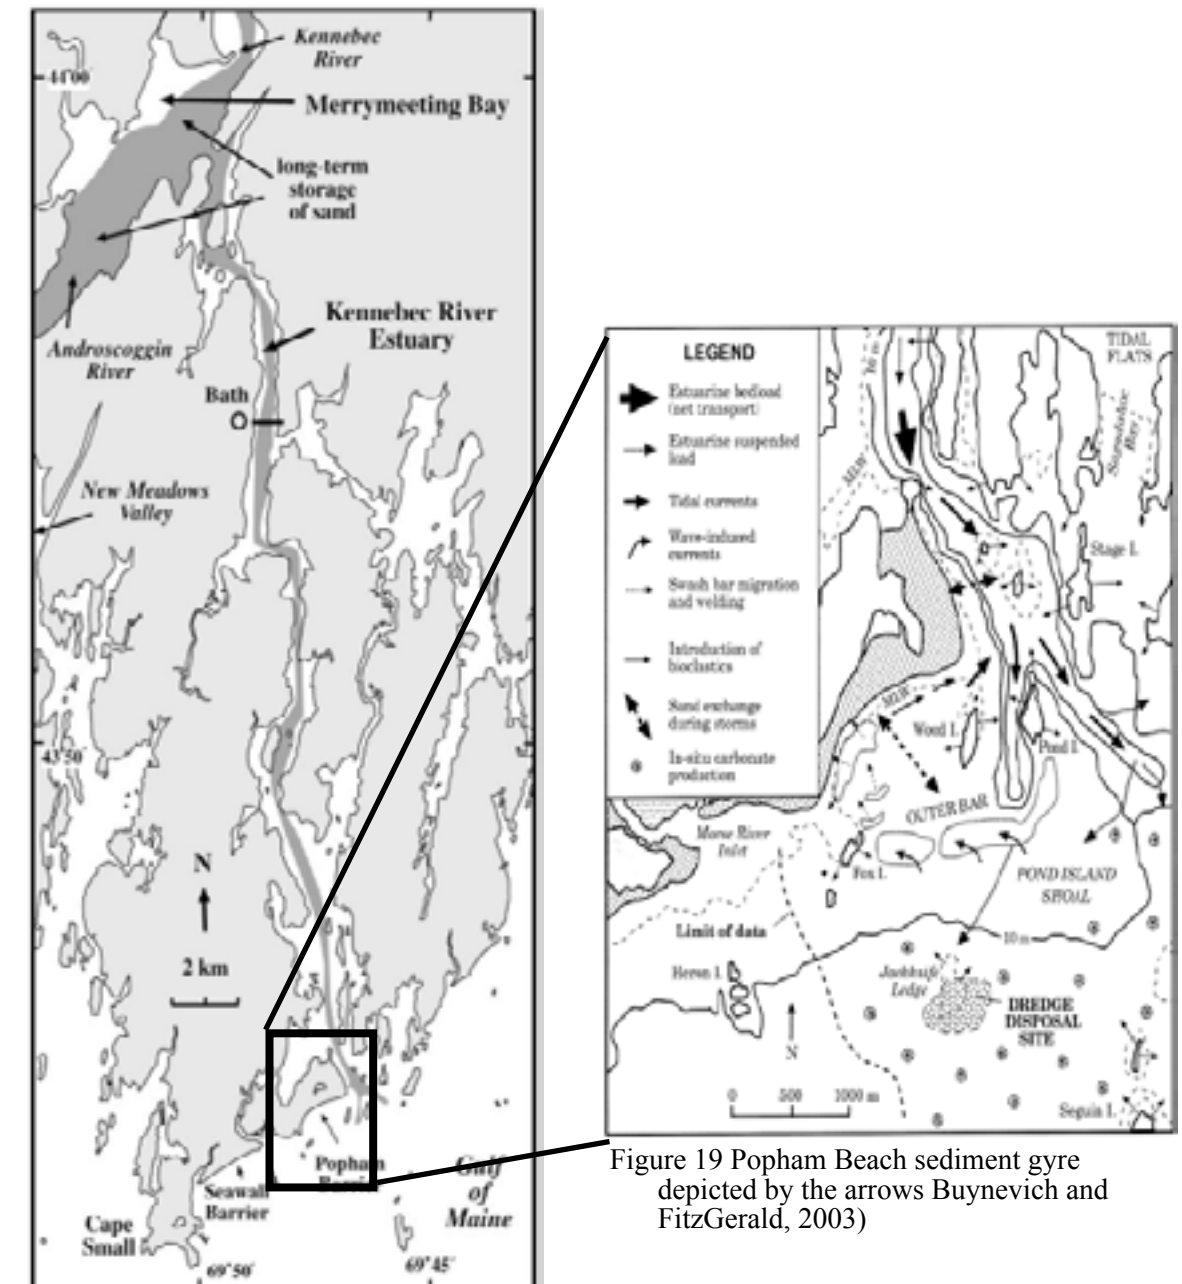 Kennebec
River
44°00'
Merrymeeting Bay
long-term
storage
of sand
Kennebec River
Estuary
Androscoggin
River
Bath
New Meadows
Valley
43°50'
N
2 km
Popham
Barrier
Seawall
Barrier
Gulf
of
Maine
Cape
Small
69°50'
69°45'
LEGEND
Estuarine bedload
(net transport)
Estuarine suspended
load
Tidal currents
Wave-induced
currents
Swash bar migration
and welding
Introduction of
bioclastics
Sand exchange
during storms
In-situ carbonate
production
10 m
TIDAL
FLATS
Sagadahoc
Bay
MLW
Stage I.
MLW
Wood I.
Pond I.
OUTER BAR
Morse River
Inlet
Fox I.
POND ISLAND
SHOAL
Limit of data
10 m
Heron I.
Jackknife
Ledge
DREDGE
DISPOSAL
SITE
N
0 500 1000 m
Seguin I.
Figure 19 Popham Beach sediment gyre
depicted by the arrows Buynevich and
FitzGerald, 2003)